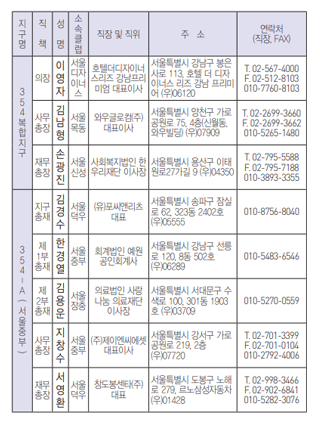 지구명 직책 성명 소속클럽 직장 및 직위 주 소 연락처 (직장, FAX)
354복합지구
의장 이영자 서울디자이너스 호텔더디자이너스리즈 강남프리미엄 대표이사 서울특별시 강남구 봉은사로 113, 호텔 더 디자이너스 리즈 강남 프리미어 (우)06120 T. 02-567-4000 F. 02-512-8103 010-7760-8103
사무총장 김남형 서울목동 와우글로컴(주) 대표이사 서울특별시 양천구 가로공원로 75, 4층(신월동, 와우빌딩) (우)07909 T. 02-2699-3660 F. 02-2699-3662 010-5265-1480
재무총장 손광진 서울신성 사회복지법인 한우리재단 이사장 서울특별시 용산구 이태원로27가길 9 (우)04350 T. 02-795-5588 F. 02-795-7188 010-3893-3355
354-A(서울중부)
지구총재 김경수 서울덕우 (유)포씨앤리츠 대표 서울특별시 송파구 잠실로 62, 323동 2402호 (우)05555 010-8756-8040
제1부총재 한경열 서울중부 회계법인 예원 공인회계사 서울특별시 강남구 선릉로 120, 8동 502호 (우)06289 010-5483-6546
제2부총재 김용운 서울장충 의료법인 사랑나눔 의료재단 이사장 서울특별시 서대문구 수색로 100, 301동 1903호 (우)03709 010-5270-0559
사무총장 지창수 서울중부 (주)제이엔씨에셋 대표이사 서울특별시 강서구 가로공원로 219, 2층 (우)07720 T. 02-701-3399 F. 02-701-0104 010-2792-4006
재무총장 서영환 서울덕우 창도볼센타(주) 대표 서울특별시 도봉구 노해로 279, 르노삼성자동차 (우)01428 T. 02-998-3466 F. 02-902-6841 010-5282-3076